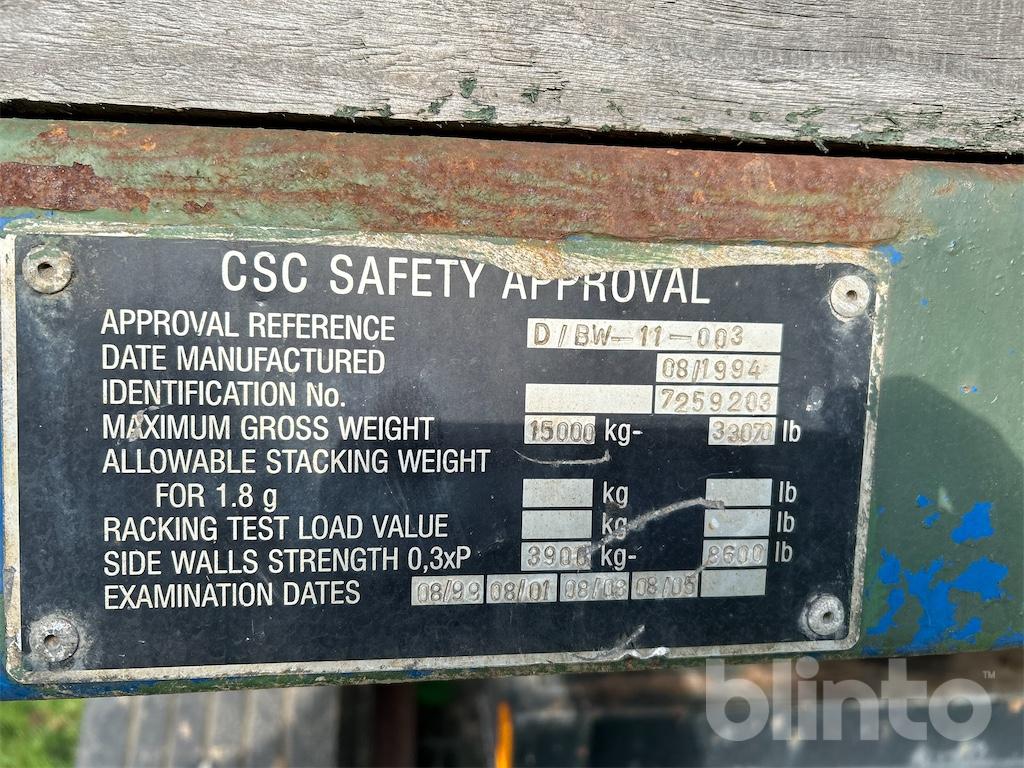 CSC SAFETY APPROVAL
APPROVAL REFERENCE D/BW-11-003
DATE MANUFACTURED 08/1994
IDENTIFICATION No. 7259203
MAXIMUM GROSS WEIGHT 15000 kg- 33070 lb
ALLOWABLE STACKING WEIGHT
FOR 1.8 g kg lb
RACKING TEST LOAD VALUE kg lb
SIDE WALLS STRENGTH 0,3xP 3900 kg- 8600 lb
EXAMINATION DATES 08/99 08/01 08/03 08/05
blinto™